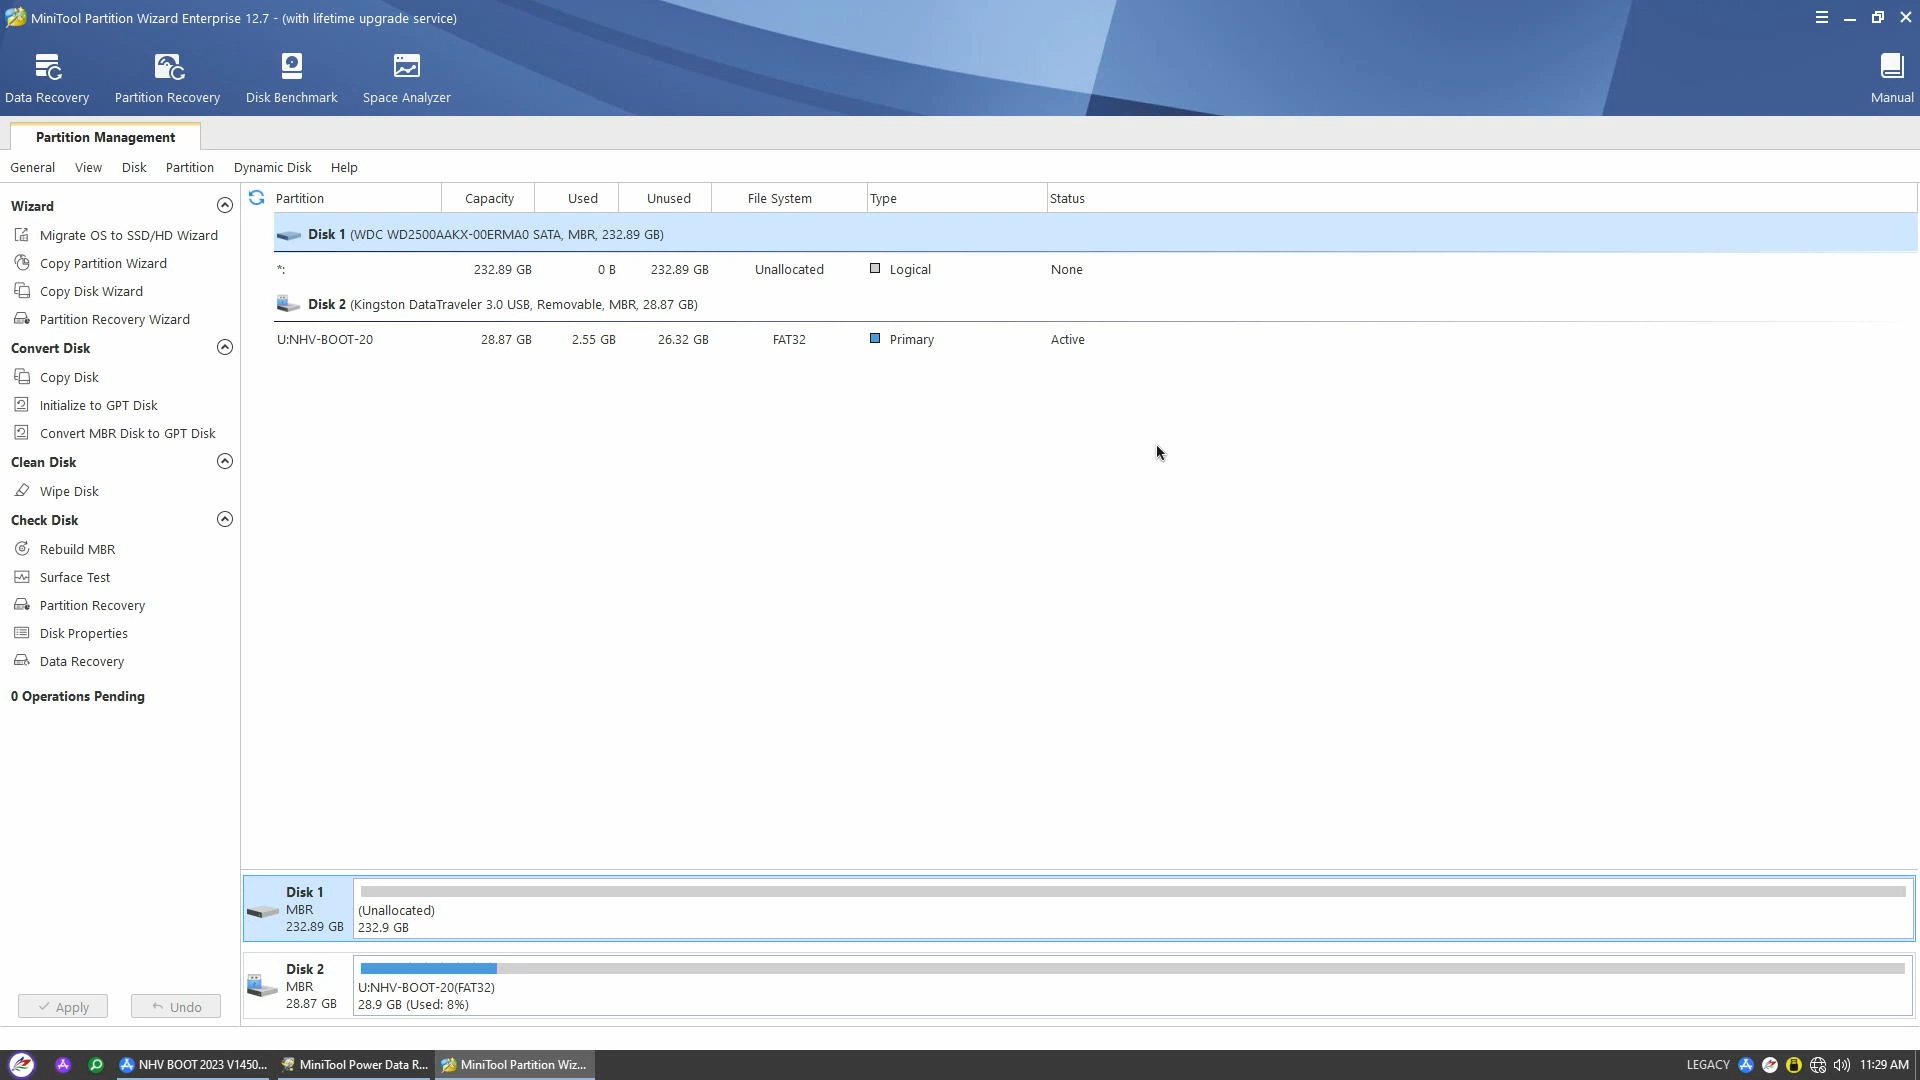 MiniTool Partition Wizard Enterprise 12.7 - (with lifetime upgrade service)
Data Recovery
Partition Recovery
Disk Benchmark
Space Analyzer
Manual
Partition Management
General View Disk Partition Dynamic Disk Help
Wizard
Migrate OS to SSD/HD Wizard
Copy Partition Wizard
Copy Disk Wizard
Partition Recovery Wizard
Convert Disk
Copy Disk
Initialize to GPT Disk
Convert MBR Disk to GPT Disk
Clean Disk
Wipe Disk
Check Disk
Rebuild MBR
Surface Test
Partition Recovery
Disk Properties
Data Recovery
0 Operations Pending
Apply Undo
Partition Capacity Used Unused File System Type Status
Disk 1 (WDC WD2500AAKX-00ERMA0 SATA, MBR, 232.89 GB)
*: 232.89 GB 0 B 232.89 GB Unallocated Logical None
Disk 2 (Kingston DataTraveler 3.0 USB, Removable, MBR, 28.87 GB)
U:NHV-BOOT-20 28.87 GB 2.55 GB 26.32 GB FAT32 Primary Active
Disk 1
MBR
232.89 GB
(Unallocated)
232.9 GB
Disk 2
MBR
28.87 GB
U:NHV-BOOT-20(FAT32)
28.9 GB (Used: 8%)
NHV BOOT 2023 V1450...
MiniTool Power Data R...
MiniTool Partition Wiz...
LEGACY
11:29 AM